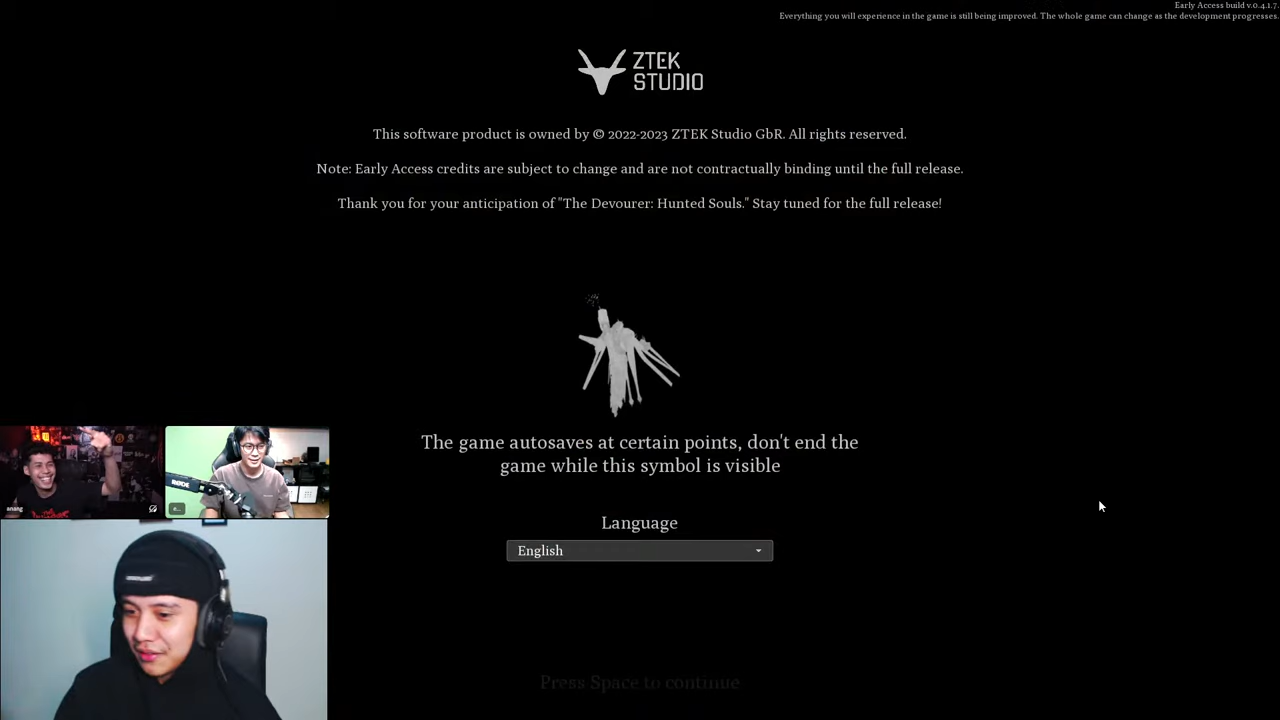 Early Access build v.0.4.1.7.
Everything you will experience in the game is still being improved. The whole game can change as the development progresses.
ZTEK
STUDIO
This software product is owned by © 2022-2023 ZTEK Studio GbR. All rights reserved.
Note: Early Access credits are subject to change and are not contractually binding until the full release.
Thank you for your anticipation of "The Devourer: Hunted Souls." Stay tuned for the full release!
The game autosaves at certain points, don't end the
game while this symbol is visible
Language
English
anang
RØDE
e...
Press Space to continue